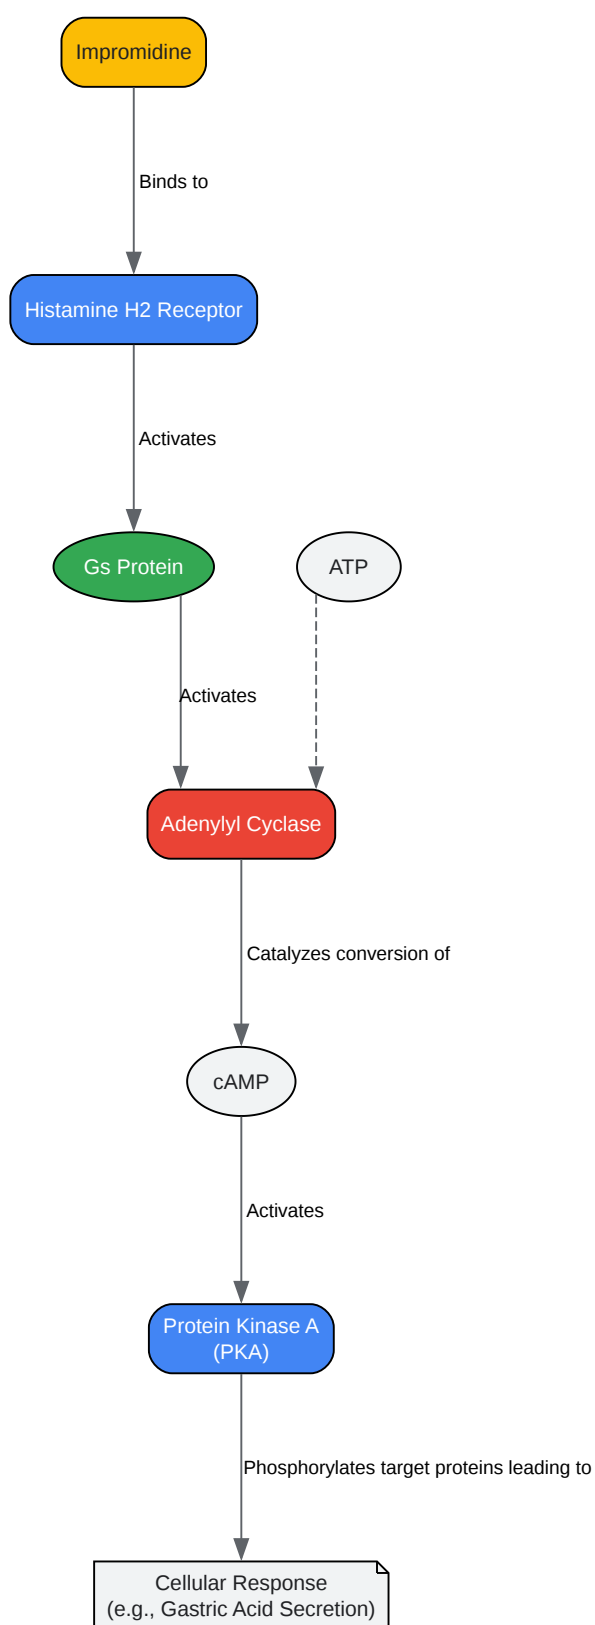 Impromidine
Binds to
Histamine H2 Receptor
Activates
Gs Protein
ATP
Activates
Adenylyl Cyclase
Catalyzes conversion of
cAMP
Activates
Protein Kinase A
(PKA)
Phosphorylates target proteins leading to
Cellular Response
(e.g., Gastric Acid Secretion)